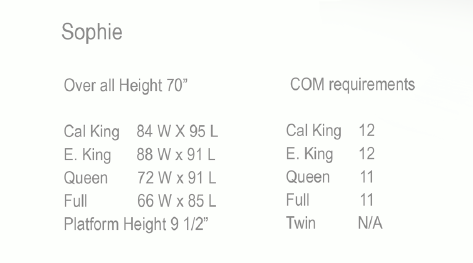 Sophie
Over all Height 70”
Cal King 84 W X 95 L
E. King 88 W x 91 L
Queen 72 W x 91 L
Full 66 W x 85 L
Platform Height 9 1/2”
COM requirements
Cal King 12
E. King 12
Queen 11
Full 11
Twin N/A